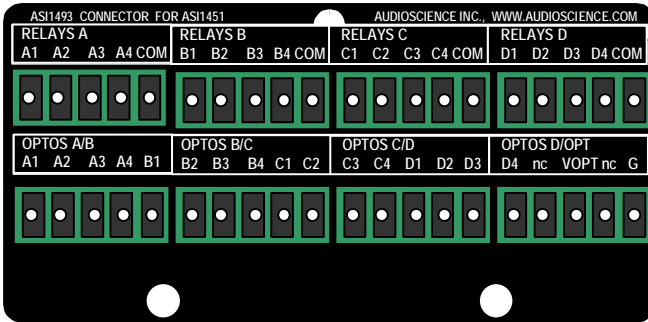 ASI1493 CONNECTOR FOR ASI1451 AUDIOSCIENCE INC., WWW.AUDIOSCIENCE.COM
RELAYS A RELAYS B RELAYS C RELAYS D
A1 A2 A3 A4 COM B1 B2 B3 B4 COM C1 C2 C3 C4 COM D1 D2 D3 D4 COM
OPTOS A/B OPTOS B/C OPTOS C/D OPTOS D/OPT
A1 A2 A3 A4 B1 B2 B3 B4 C1 C2 C3 C4 D1 D2 D3 D4 nc VOPT nc G